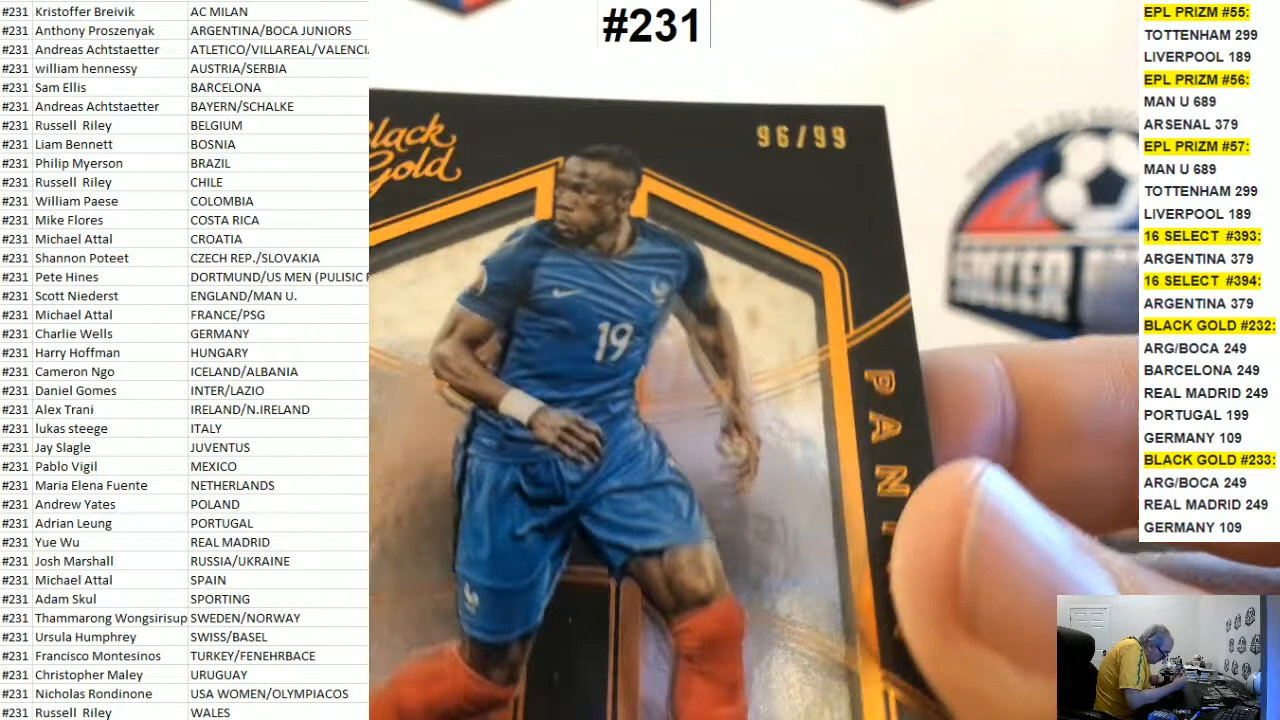 #231 Kristoffer Breivik AC MILAN
#231 Anthony Proszenyak ARGENTINA/BOCA JUNIORS
#231 Andreas Achtstaetter ATLETICO/VILLAREAL/VALENCI
#231 william hennessy AUSTRIA/SERBIA
#231 Sam Ellis BARCELONA
#231 Andreas Achtstaetter BAYERN/SCHALKE
#231 Russell Riley BELGIUM
#231 Liam Bennett BOSNIA
#231 Philip Myerson BRAZIL
#231 Russell Riley CHILE
#231 William Paese COLOMBIA
#231 Mike Flores COSTA RICA
#231 Michael Attal CROATIA
#231 Shannon Poteet CZECH REP./SLOVAKIA
#231 Pete Hines DORTMUND/US MEN (PULISIC
#231 Scott Niederst ENGLAND/MAN U.
#231 Michael Attal FRANCE/PSG
#231 Charlie Wells GERMANY
#231 Harry Hoffman HUNGARY
#231 Cameron Ngo ICELAND/ALBANIA
#231 Daniel Gomes INTER/LAZIO
#231 Alex Trani IRELAND/N.IRELAND
#231 lukas steege ITALY
#231 Jay Slagle JUVENTUS
#231 Pablo Vigil MEXICO
#231 Maria Elena Fuente NETHERLANDS
#231 Andrew Yates POLAND
#231 Adrian Leung PORTUGAL
#231 Yue Wu REAL MADRID
#231 Josh Marshall RUSSIA/UKRAINE
#231 Michael Attal SPAIN
#231 Adam Skul SPORTING
#231 Thammarong Wongsirisup SWEDEN/NORWAY
#231 Ursula Humphrey SWISS/BASEL
#231 Francisco Montesinos TURKEY/FENEHRBACE
#231 Christopher Maley URUGUAY
#231 Nicholas Rondinone USA WOMEN/OLYMPIACOS
#231 Russell Riley WALES
#231
Black
Gold
96/99
19
PANI
EPL PRIZM #55:
TOTTENHAM 299
LIVERPOOL 189
EPL PRIZM #56:
MAN U 689
ARSENAL 379
EPL PRIZM #57:
MAN U 689
TOTTENHAM 299
LIVERPOOL 189
16 SELECT #393:
ARGENTINA 379
16 SELECT #394:
ARGENTINA 379
BLACK GOLD #232:
ARG/BOCA 249
BARCELONA 249
REAL MADRID 249
PORTUGAL 199
GERMANY 109
BLACK GOLD #233:
ARG/BOCA 249
REAL MADRID 249
GERMANY 109